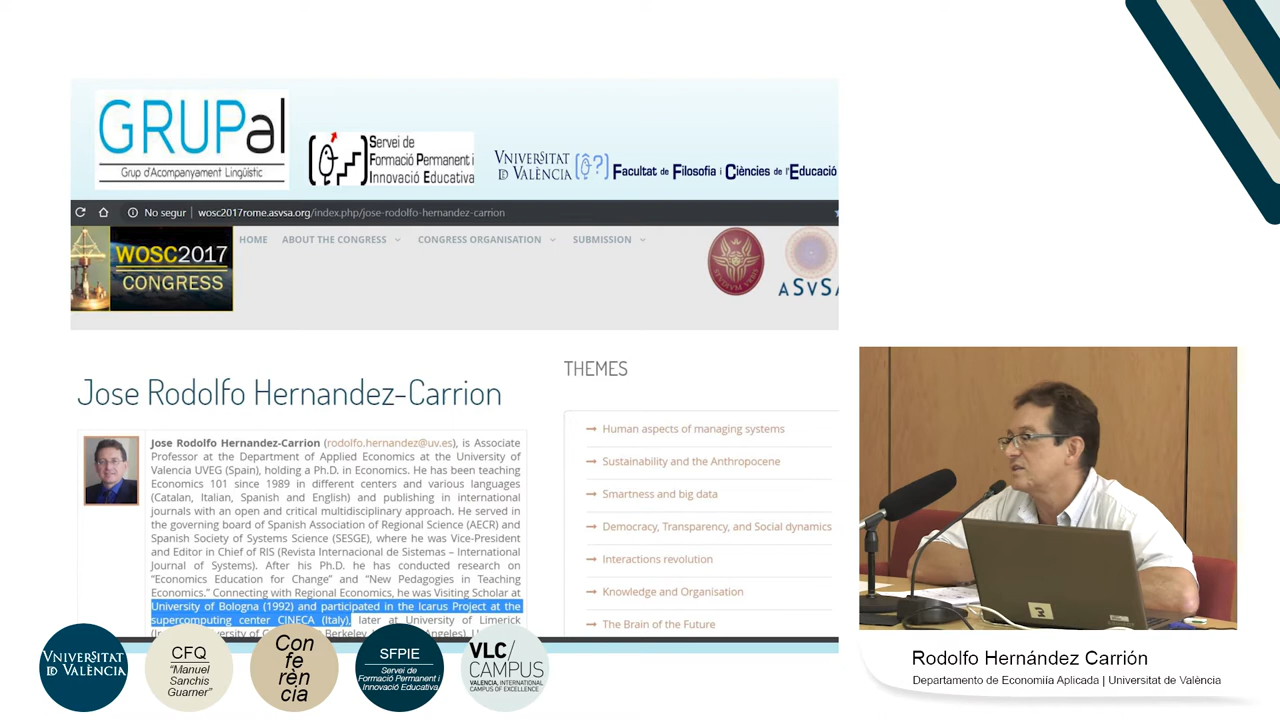 GRUPal
Grup d'Acompanyament Lingüístic
Servei de
Formació Permanent i
Innovació Educativa
VNIVERSITAT
ID VALÈNCIA
Facultat de Filosofia i Ciències de l'Educació
No segur
wosc2017rome.asvsa.org/index.php/jose-rodolfo-hernandez-carrion
WOSC2017
CONGRESS
HOME
ABOUT THE CONGRESS
CONGRESS ORGANISATION
SUBMISSION
ASvSA
Jose Rodolfo Hernandez-Carrion
Jose Rodolfo Hernandez-Carrion (rodolfo.hernandez@uv.es), is Associate
Professor at the Department of Applied Economics at the University of
Valencia UVEG (Spain), holding a Ph.D. in Economics. He has been teaching
Economics 101 since 1989 in different centers and various languages
(Catalan, Italian, Spanish and English) and publishing in international
journals with an open and critical multidisciplinary approach. He served in
the governing board of Spanish Association of Regional Science (AECR) and
Spanish Society of Systems Science (SESGE), where he was Vice-President
and Editor in Chief of RIS (Revista Internacional de Sistemas – International
Journal of Systems). After his Ph.D. he has conducted research on
“Economics Education for Change” and “New Pedagogies in Teaching
Economics.” Connecting with Regional Economics, he was Visiting Scholar at
University of Bologna (1992) and participated in the Icarus Project at the
supercomputing center CINECA (Italy), later at University of Limerick
THEMES
Human aspects of managing systems
Sustainability and the Anthropocene
Smartness and big data
Democracy, Transparency, and Social dynamics
Interactions revolution
Knowledge and Organisation
The Brain of the Future
3
VNIVERSITAT
ID VALÈNCIA
CFQ
“Manuel
Sanchis
Guarner”
Con
fe
rèn
cia
SFPIE
Servei de
Formació Permanent i
Innovació Educativa
VLC/
CAMPUS
VALENCIA, INTERNATIONAL
CAMPUS OF EXCELLENCE
Rodolfo Hernández Carrión
Departamento de Economiía Aplicada | Universitat de València